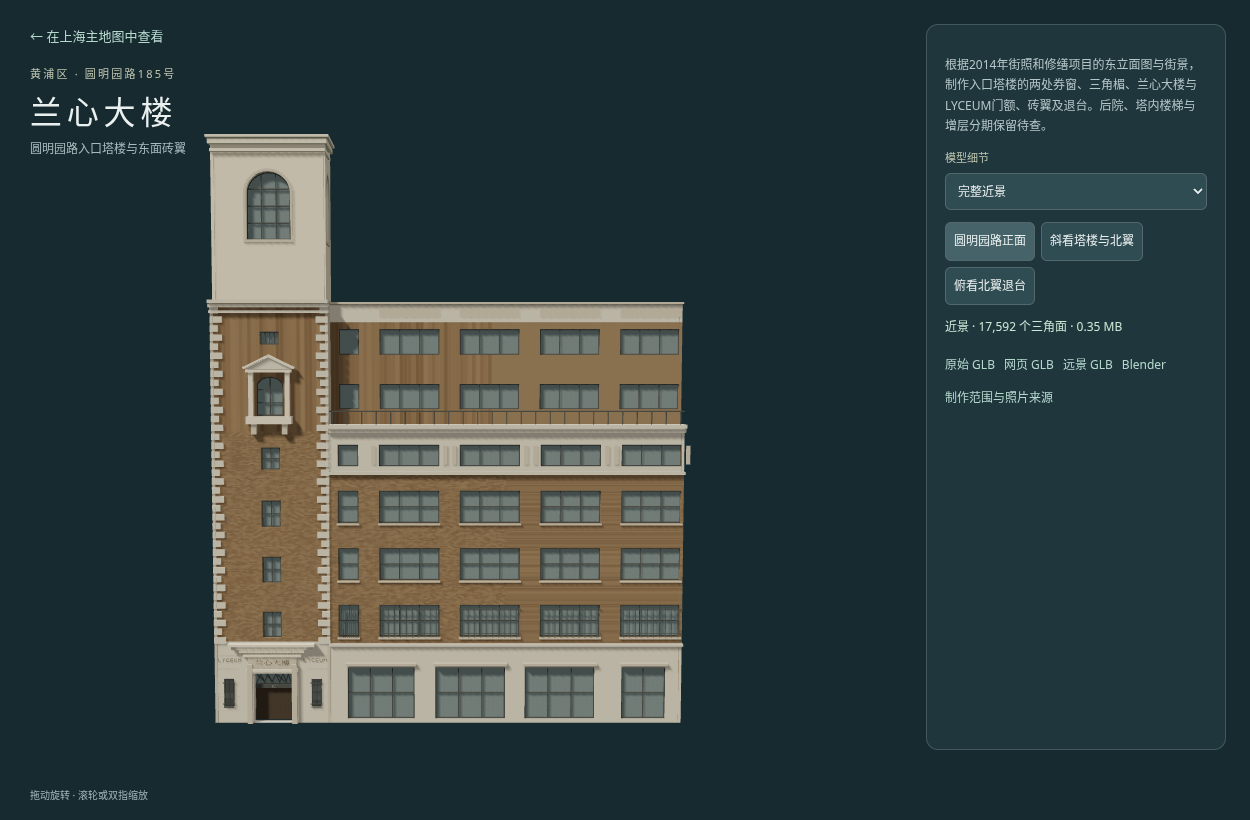 ← 在上海主地图中查看
黄浦区 · 圆明园路185号
兰心大楼
圆明园路入口塔楼与东面砖翼
LYCEUM
兰心大樓
LYCEUM
拖动旋转 · 滚轮或双指缩放
根据2014年街照和修缮项目的东立面图与街景，
制作入口塔楼的两处券窗、三角楣、兰心大楼与
LYCEUM门额、砖翼及退台。后院、塔内楼梯与
增层分期保留待查。
模型细节
完整近景
圆明园路正面
斜看塔楼与北翼
俯看北翼退台
近景 · 17,592 个三角面 · 0.35 MB
原始 GLB 网页 GLB 远景 GLB Blender
制作范围与照片来源